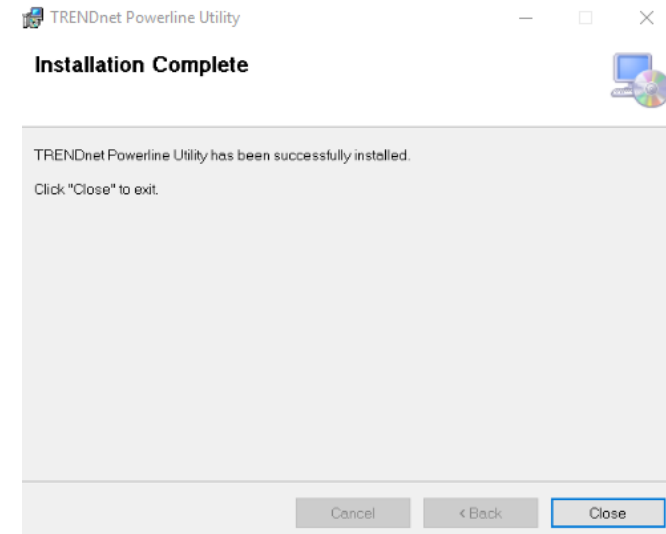 TRENDnet Powerline Utility
Installation Complete
TRENDnet Powerline Utility has been successfully installed.
Click "Close" to exit.
Cancel
< Back
Close